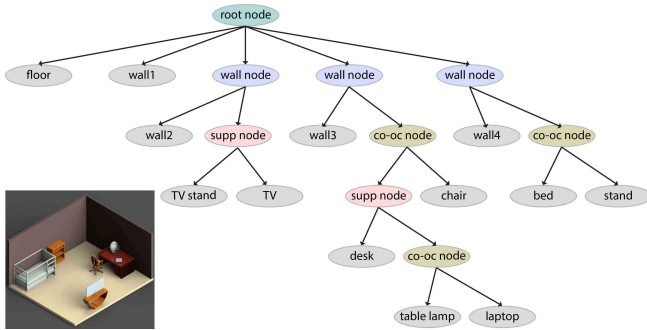 root node
floor
wall1
wall node
wall node
wall node
wall2
supp node
wall3
co-oc node
wall4
co-oc node
TV stand
TV
supp node
chair
bed
stand
desk
co-oc node
table lamp
laptop